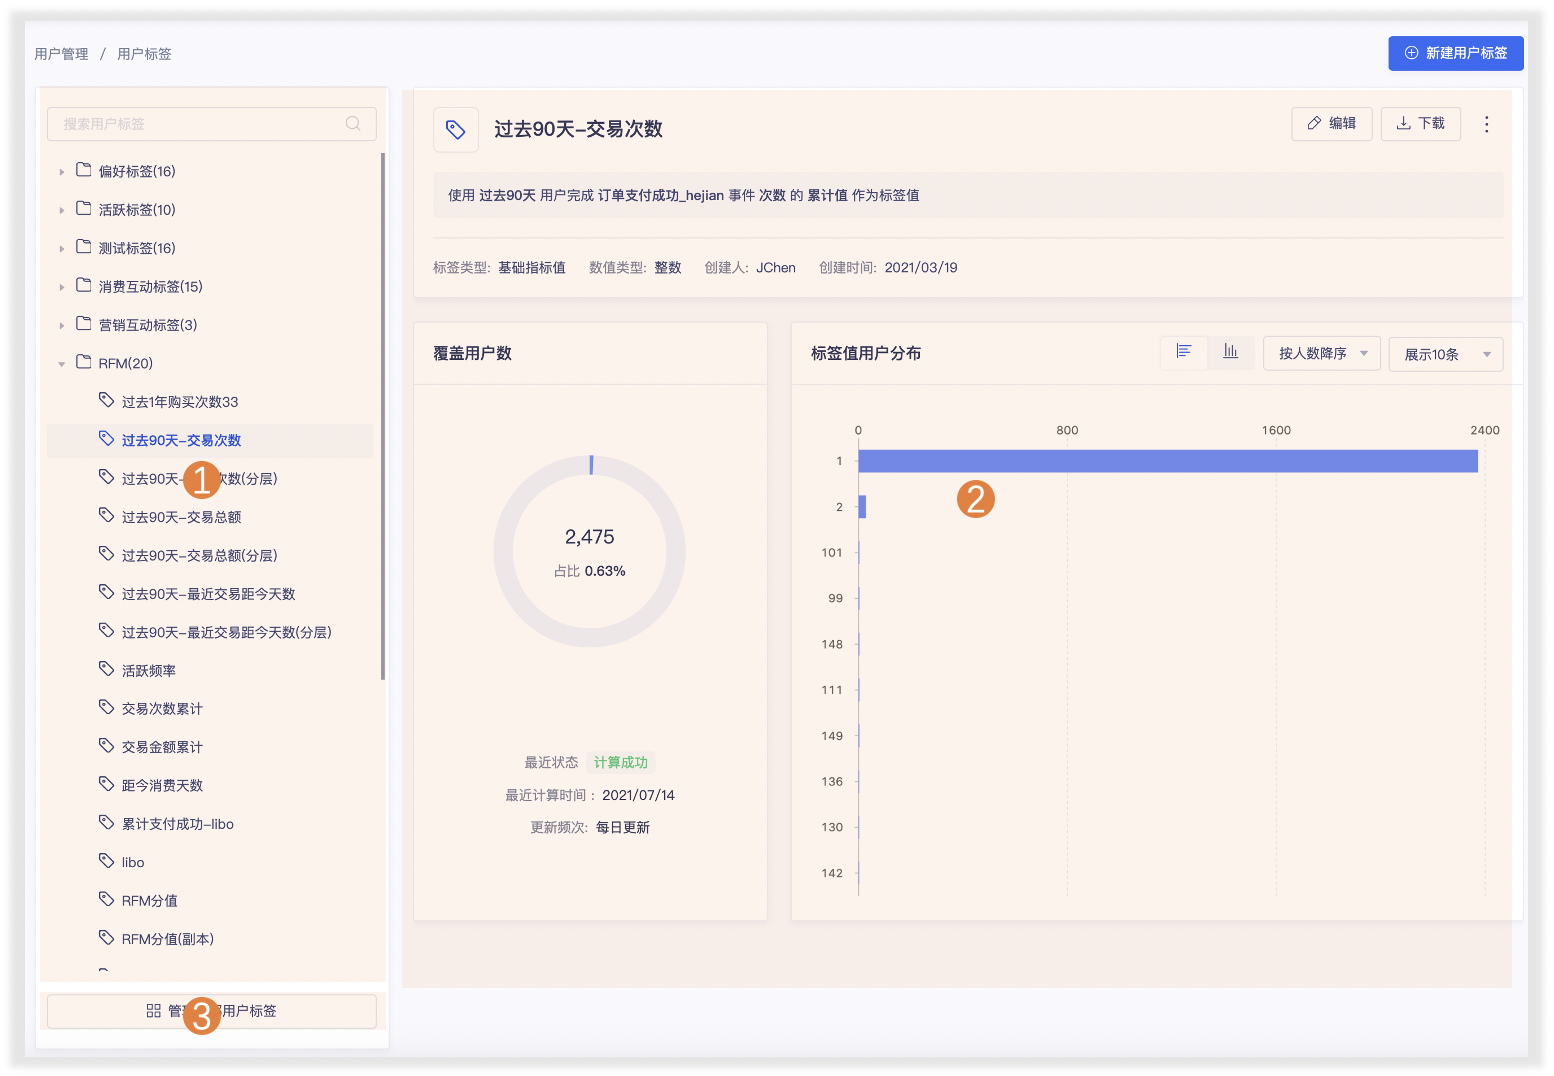 用户管理 / 用户标签
新建用户标签
搜索用户标签
偏好标签(16)
活跃标签(10)
测试标签(16)
消费互动标签(15)
营销互动标签(3)
RFM(20)
过去1年购买次数33
过去90天-交易次数
过去90天- 1 次数(分层)
过去90天-交易总额
过去90天-交易总额(分层)
过去90天-最近交易距今天数
过去90天-最近交易距今天数(分层)
活跃频率
交易次数累计
交易金额累计
距今消费天数
累计支付成功-libo
libo
RFM分值
RFM分值(副本)
管 3 用户标签
过去90天-交易次数
编辑
下载
使用 过去90天 用户完成 订单支付成功_hejian 事件 次数 的 累计值 作为标签值
标签类型: 基础指标值 数值类型: 整数 创建人: JChen 创建时间: 2021/03/19
覆盖用户数
2,475
占比 0.63%
最近状态 计算成功
最近计算时间 : 2021/07/14
更新频次: 每日更新
标签值用户分布
按人数降序
展示10条
0 800 1600 2400
1
2
2
101
99
148
111
149
136
130
142